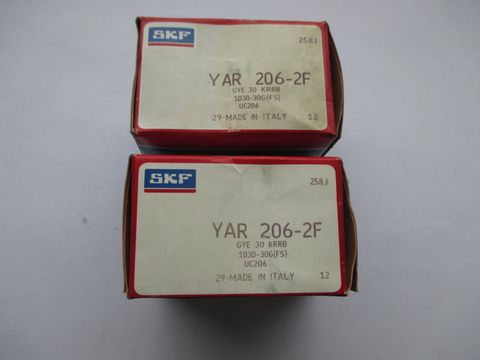 SKF
258J
YAR 206-2F
GYE 30 KRRB
1030-30G(FS)
UC206
29-MADE IN ITALY 12
SKF
258J
YAR 206-2F
GYE 30 KRRB
1030-30G(FS)
UC206
29-MADE IN ITALY 12